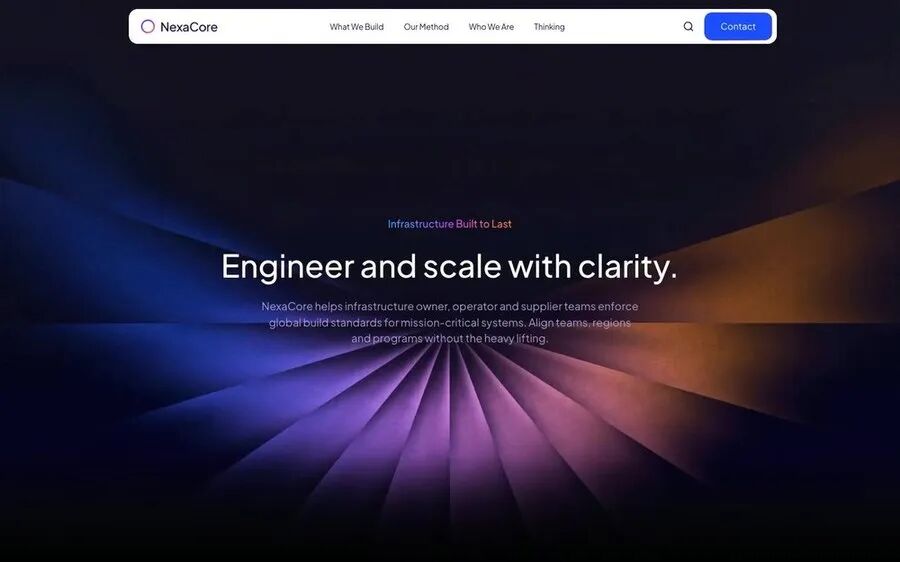 NexaCore
What We Build
Our Method
Who We Are
Thinking
Contact
Infrastructure Built to Last
Engineer and scale with clarity.
NexaCore helps infrastructure owner, operator and supplier teams enforce
global build standards for mission-critical systems. Align teams, regions
and programs without the heavy lifting.